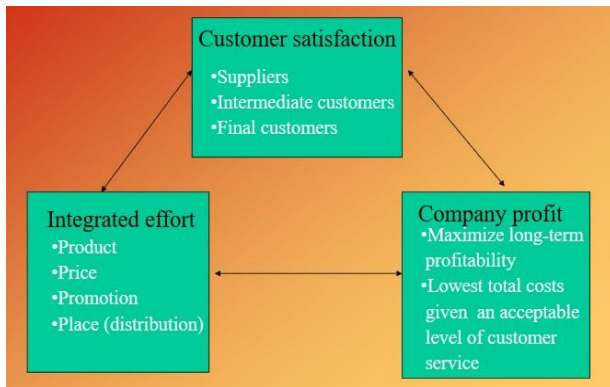 Customer satisfaction
•Suppliers
•Intermediate customers
•Final customers
Integrated effort
•Product
•Price
•Promotion
•Place (distribution)
Company profit
•Maximize long-term
profitability
•Lowest total costs
given an acceptable
level of customer
service